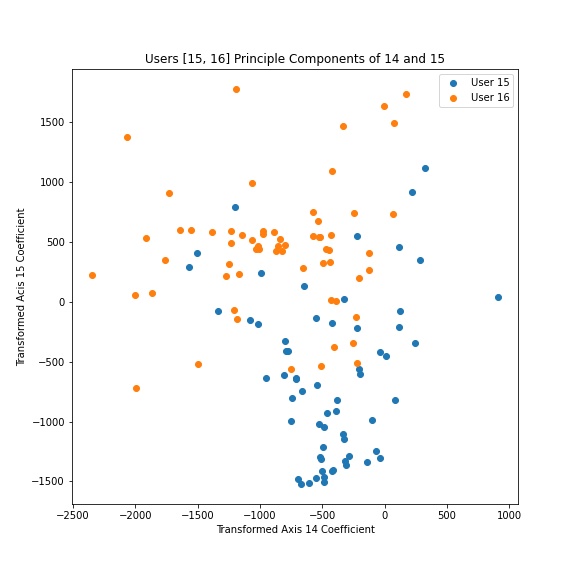 Users [15, 16] Principle Components of 14 and 15
User 15
User 16
Transformed Acis 15 Coefficient
1500
1000
500
0
−500
−1000
−1500
−2500 −2000 −1500 −1000 −500 0 500 1000
Transformed Axis 14 Coefficient